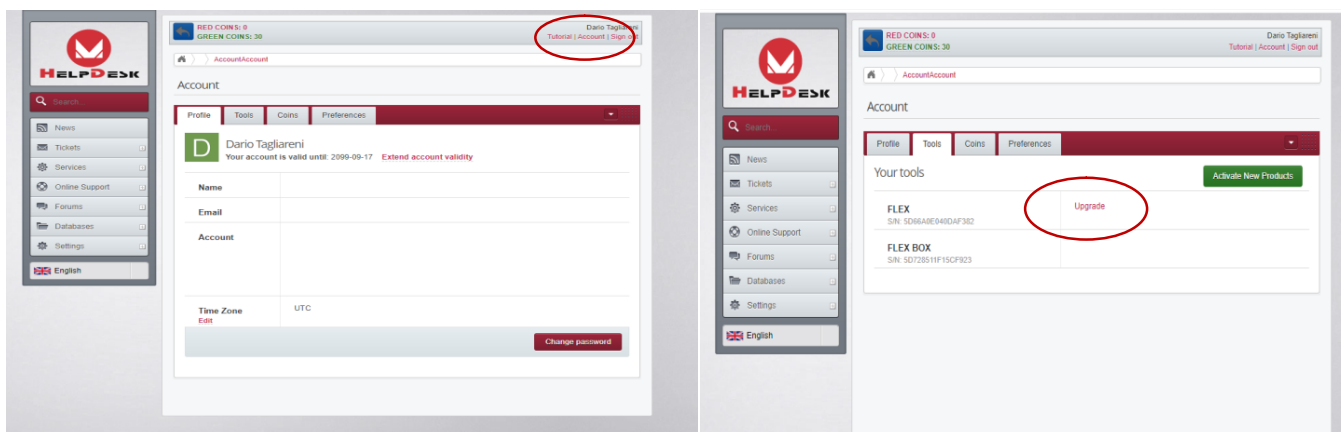 RED COINS: 0
GREEN COINS: 30
Dario Tagliareni
Tutorial | Account | Sign out
AccountAccount
HELPDESK
Account
Search...
Profile Tools Coins Preferences
News
Tickets
Services
Online Support
Forums
Databases
Settings
English
D
Dario Tagliareni
Your account is valid until: 2099-09-17 Extend account validity
Name
Email
Account
Time Zone UTC
Edit
Change password
RED COINS: 0
GREEN COINS: 30
Dario Tagliareni
Tutorial | Account | Sign out
AccountAccount
HELPDESK
Account
Search...
Profile Tools Coins Preferences
News
Tickets
Services
Online Support
Forums
Databases
Settings
English
Your tools
Activate New Products
FLEX Upgrade
S/N: 5D66A0E040DAF382
FLEX BOX
S/N: 5D728511F15CF923